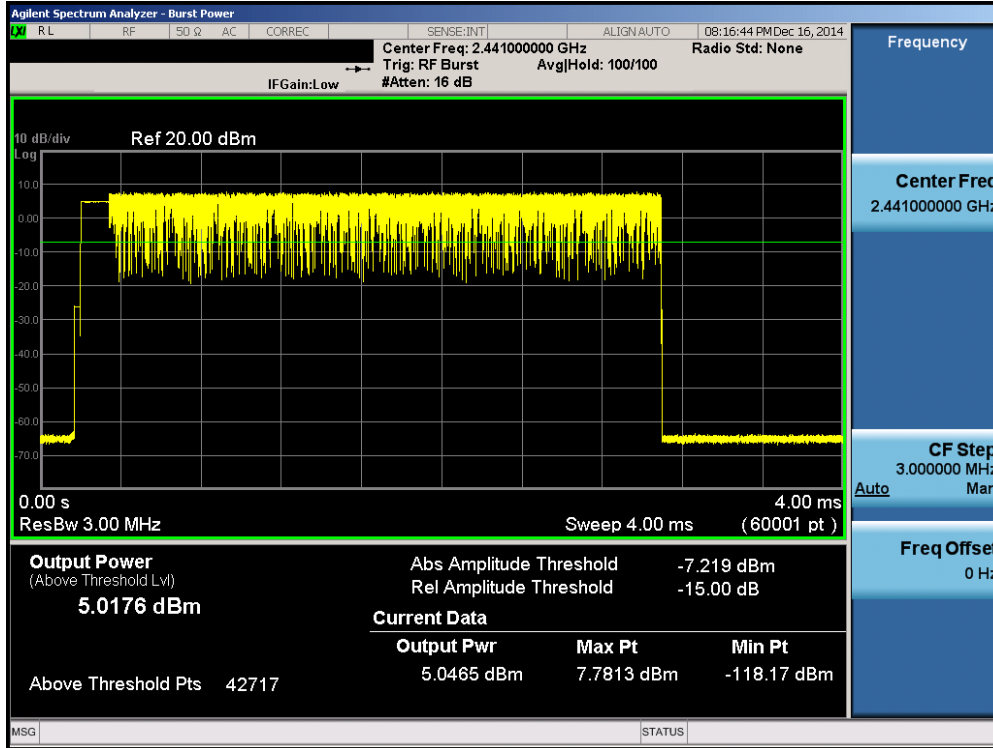 Agilent Spectrum Analyzer - Burst Power
LXI RL RF 50 Ω AC CORREC SENSE:INT ALIGN AUTO 08:16:44 PM Dec 16, 2014
Center Freq: 2.441000000 GHz Radio Std: None
Trig: RF Burst Avg|Hold: 100/100
IFGain:Low #Atten: 16 dB
Frequency
10 dB/div Ref 20.00 dBm
Log
10.0
0.00
-10.0
-20.0
-30.0
-40.0
-50.0
-60.0
-70.0
0.00 s 4.00 ms
ResBw 3.00 MHz Sweep 4.00 ms (60001 pt)
Center Freq
2.441000000 GHz
CF Step
3.000000 MHz
Auto Man
Freq Offset
0 Hz
Output Power
(Above Threshold Lvl)
5.0176 dBm
Above Threshold Pts 42717
Abs Amplitude Threshold -7.219 dBm
Rel Amplitude Threshold -15.00 dB
Current Data
Output Pwr Max Pt Min Pt
5.0465 dBm 7.7813 dBm -118.17 dBm
MSG STATUS